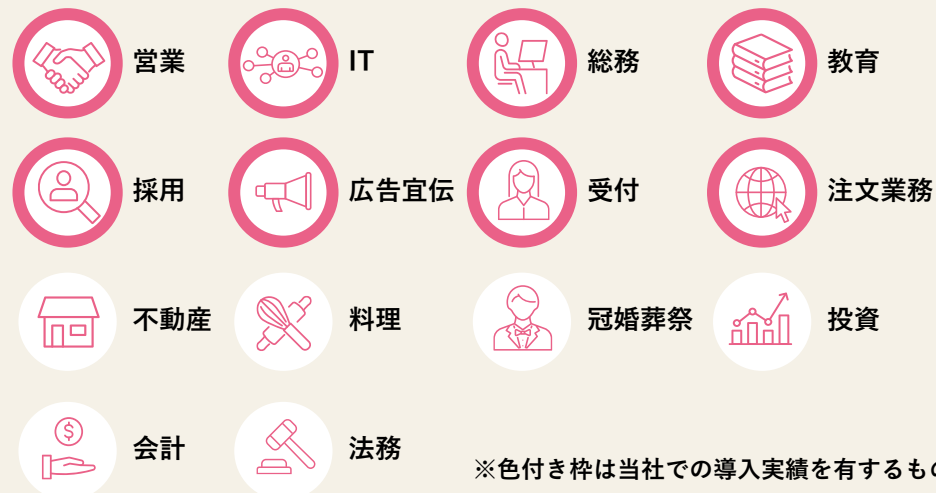 営業
IT
総務
教育
採用
広告宣伝
受付
注文業務
不動産
料理
冠婚葬祭
投資
会計
法務
※色付き枠は当社での導入実績を有するもの